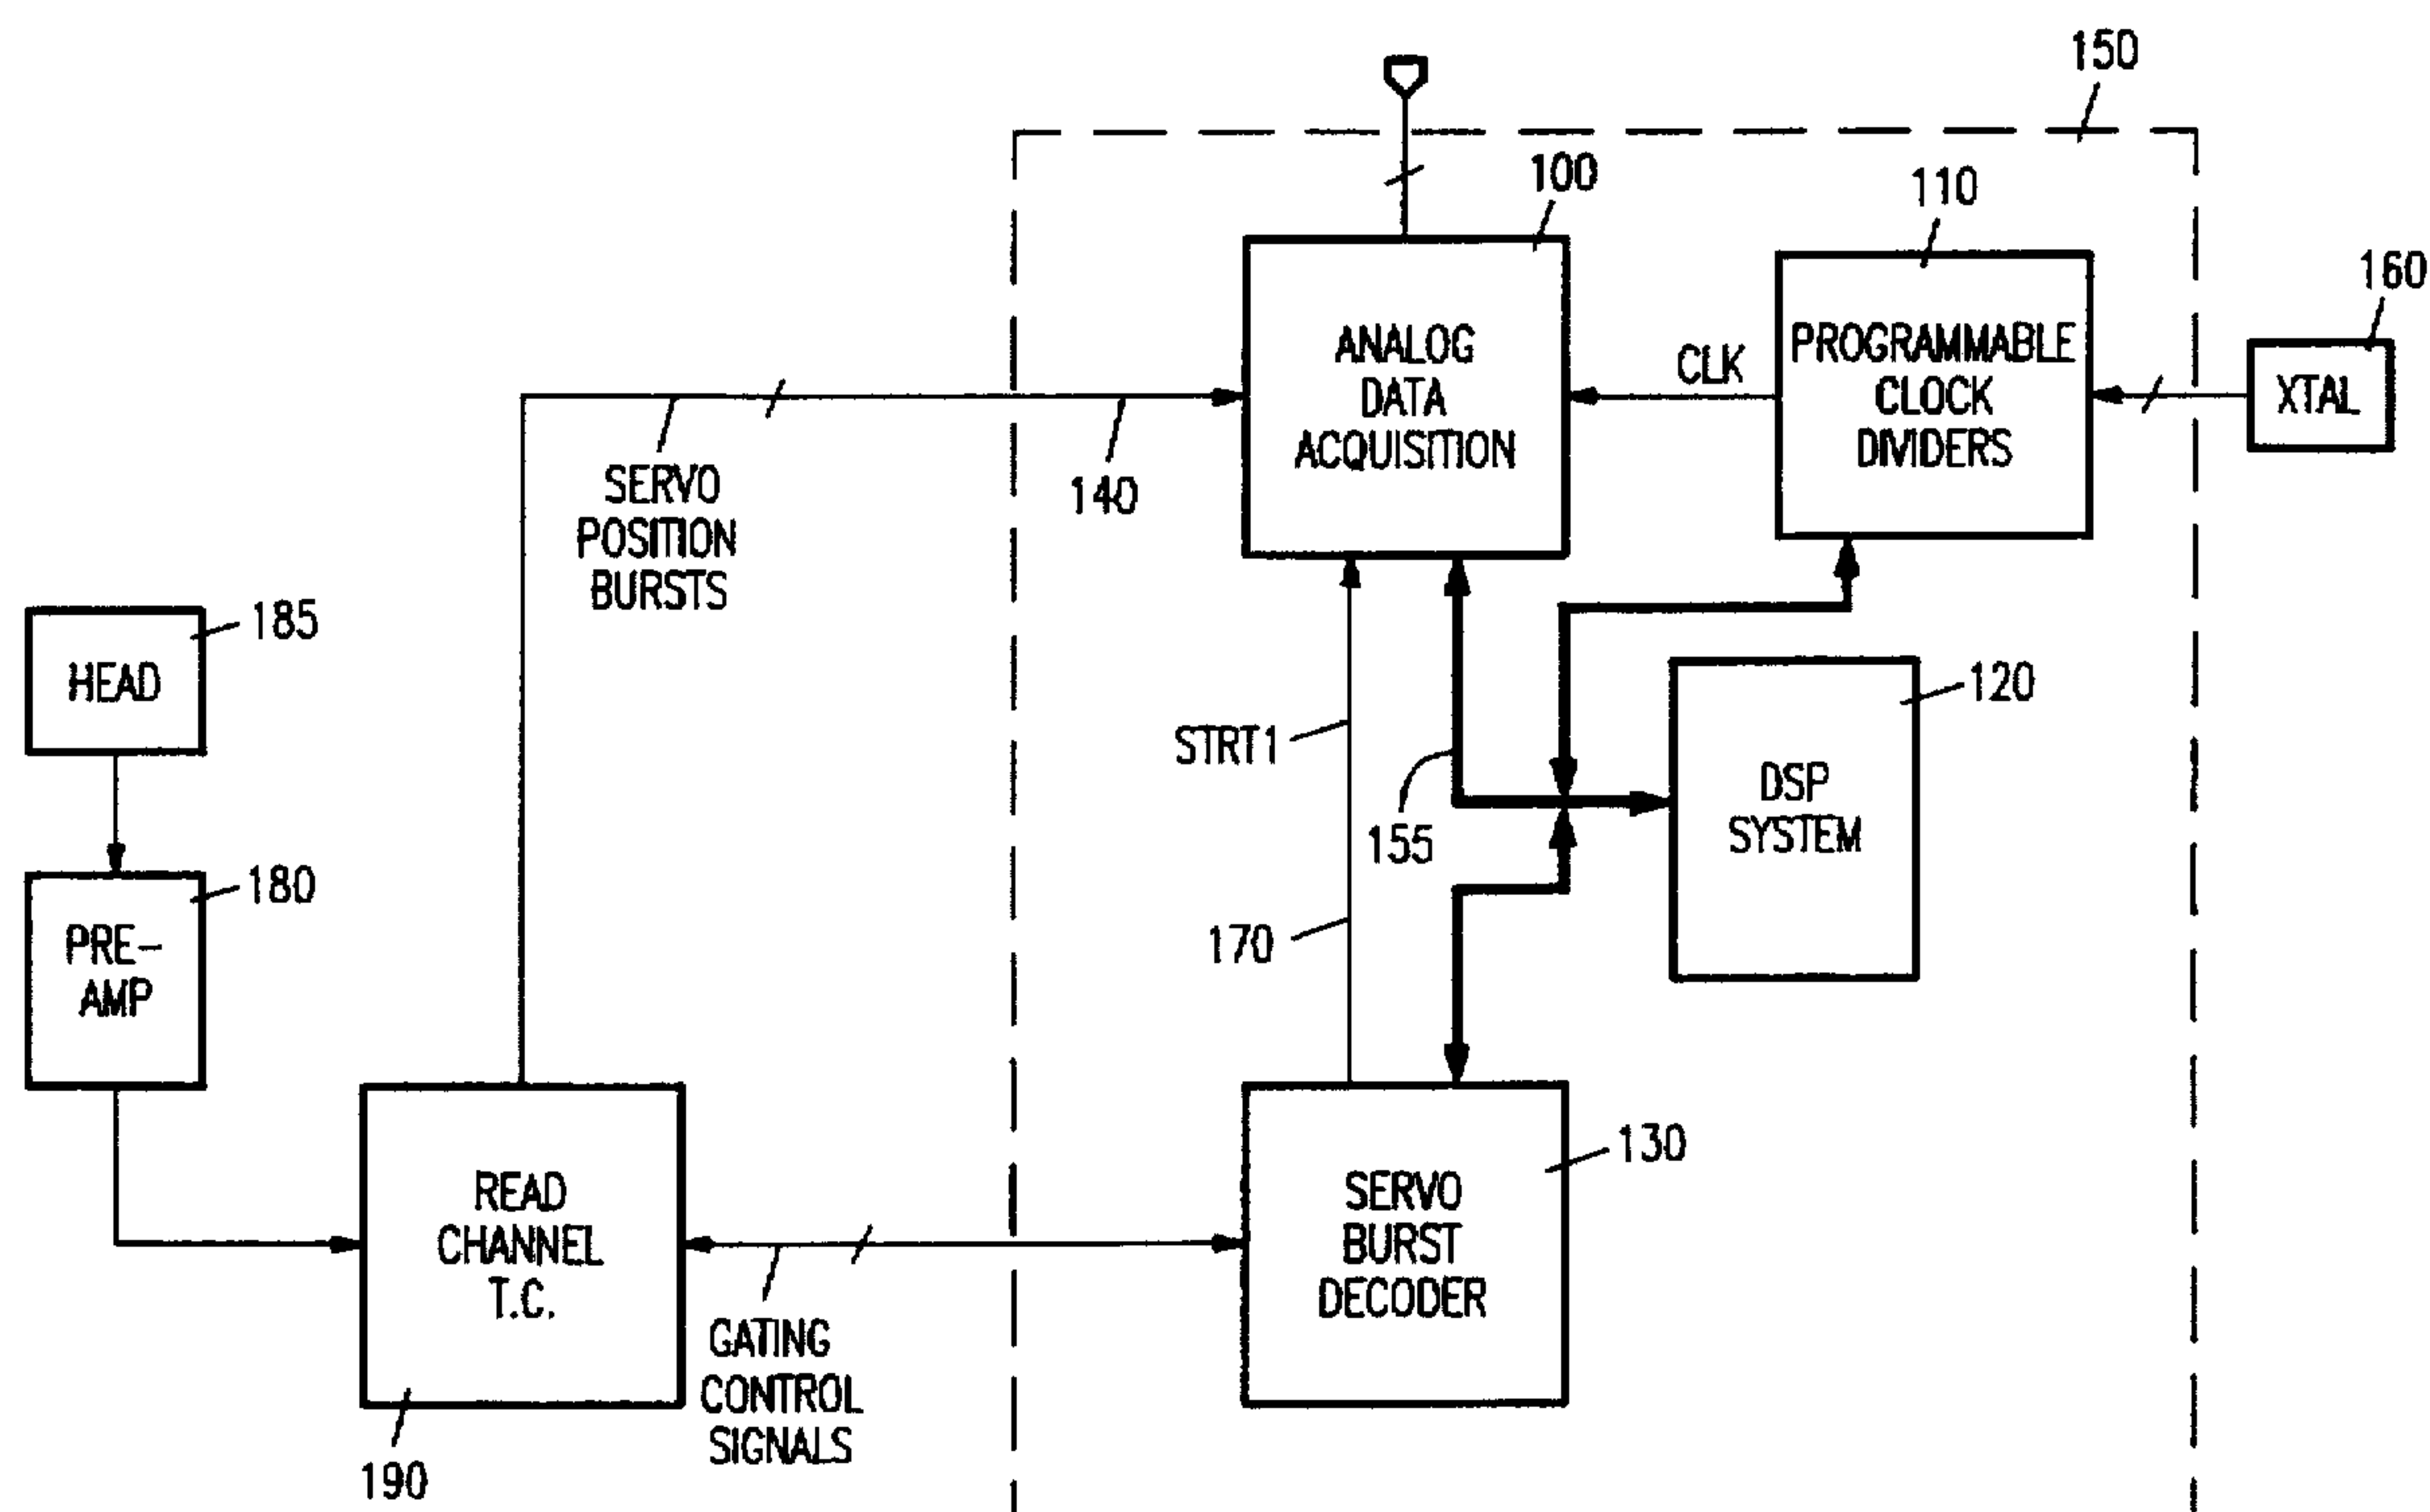 150
100
110
160
ANALOG
DATA
ACQUISITION
CLK
PROGRAMMABLE
CLOCK
DIVIDERS
XTAL
SERVO
POSITION
BURSTS
140
185
HEAD
STRT1
155
DSP
SYSTEM
120
180
PRE-
AMP
170
READ
CHANNEL
T.C.
190
GATING
CONTROL
SIGNALS
SERVO
BURST
DECODER
130